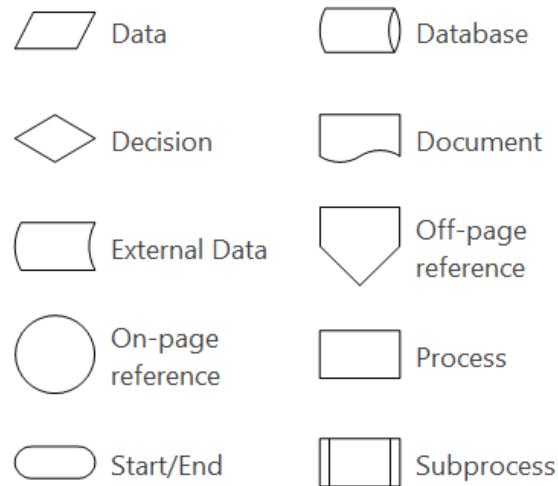 Data
Database
Decision
Document
External Data
Off-page
reference
On-page
reference
Process
Start/End
Subprocess